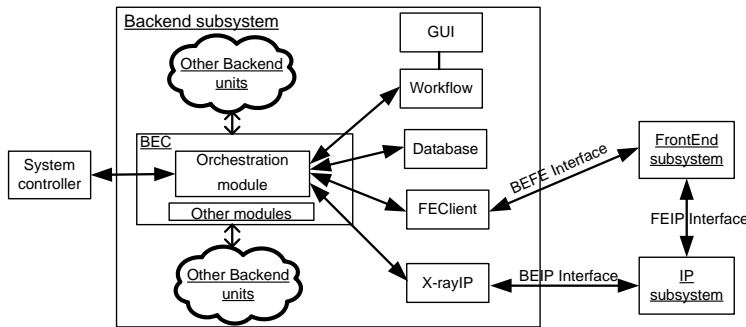 Backend subsystem
GUI
Other Backend
units
Workflow
BEC
System
controller
Orchestration
module
Database
BEFE Interface
FrontEnd
subsystem
Other modules
FEClient
FEIP Interface
Other Backend
units
X-rayIP
BEIP Interface
IP
subsystem